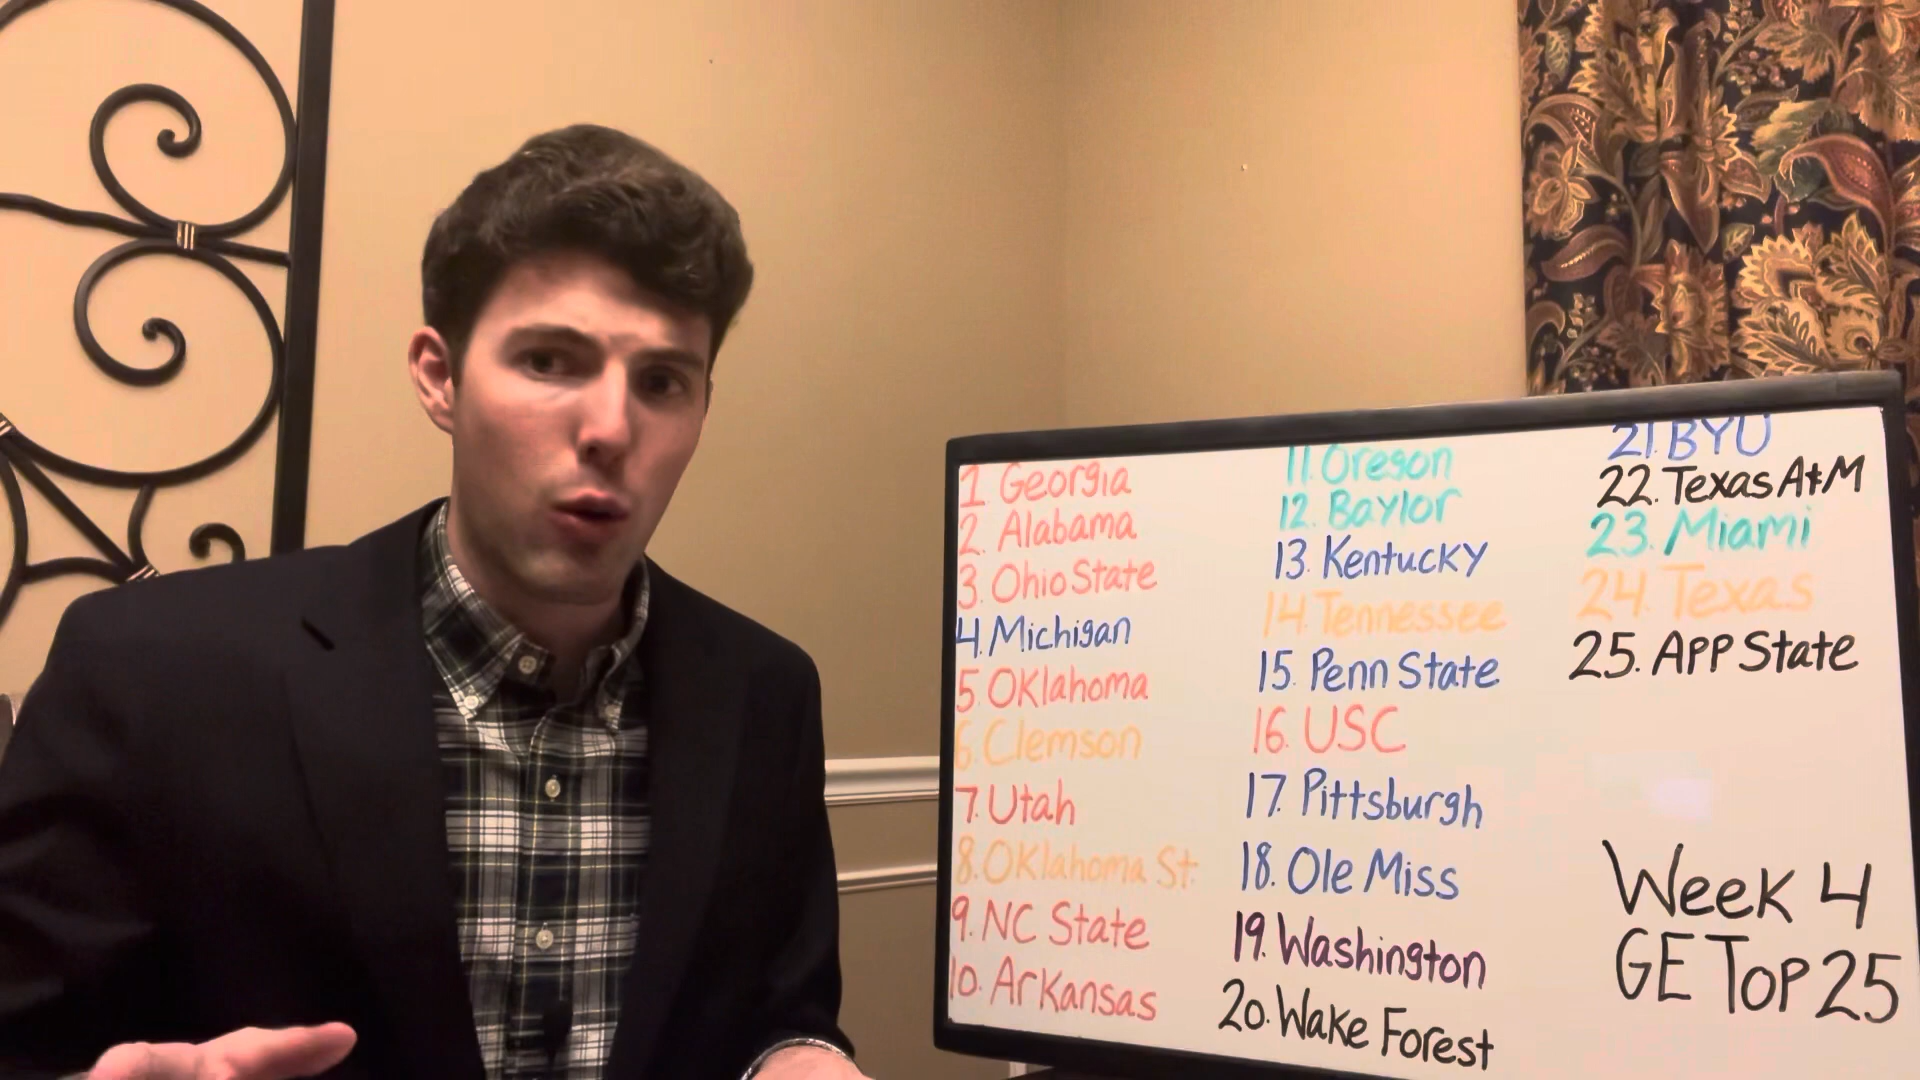 1. Georgia
2. Alabama
3. Ohio State
4. Michigan
5 Oklahoma
6. Clemson
7. Utah
8. Oklahoma St.
9. NC State
10. Arkansas
11. Oregon
12. Baylor
13. Kentucky
14. Tennessee
15. Penn State
16. USC
17. Pittsburgh
18. Ole Miss
19. Washington
20. Wake Forest
21. BYU
22. Texas A+M
23. Miami
24. Texas
25. APP State
Week 4
GE Top 25